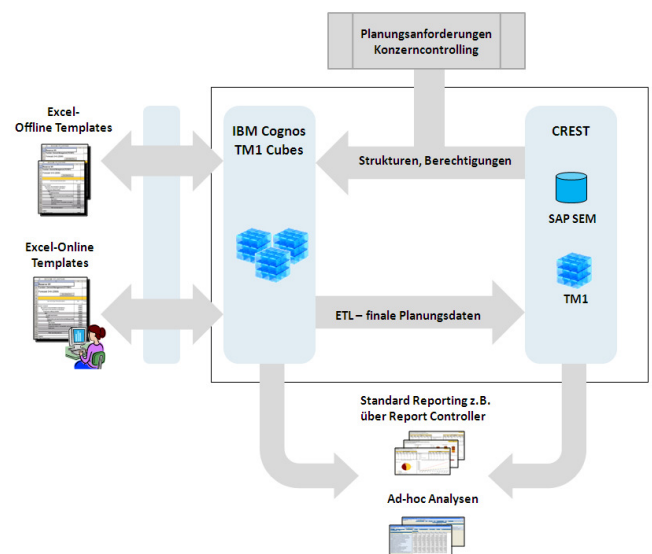 Planungsanforderungen
Konzerncontrolling
Excel-
Offline Templates
IBM Cognos
TM1 Cubes
CREST
Strukturen, Berechtigungen
SAP SEM
Excel-Online
Templates
TM1
ETL – finale Planungsdaten
Standard Reporting z.B.
über Report Controller
Ad-hoc Analysen